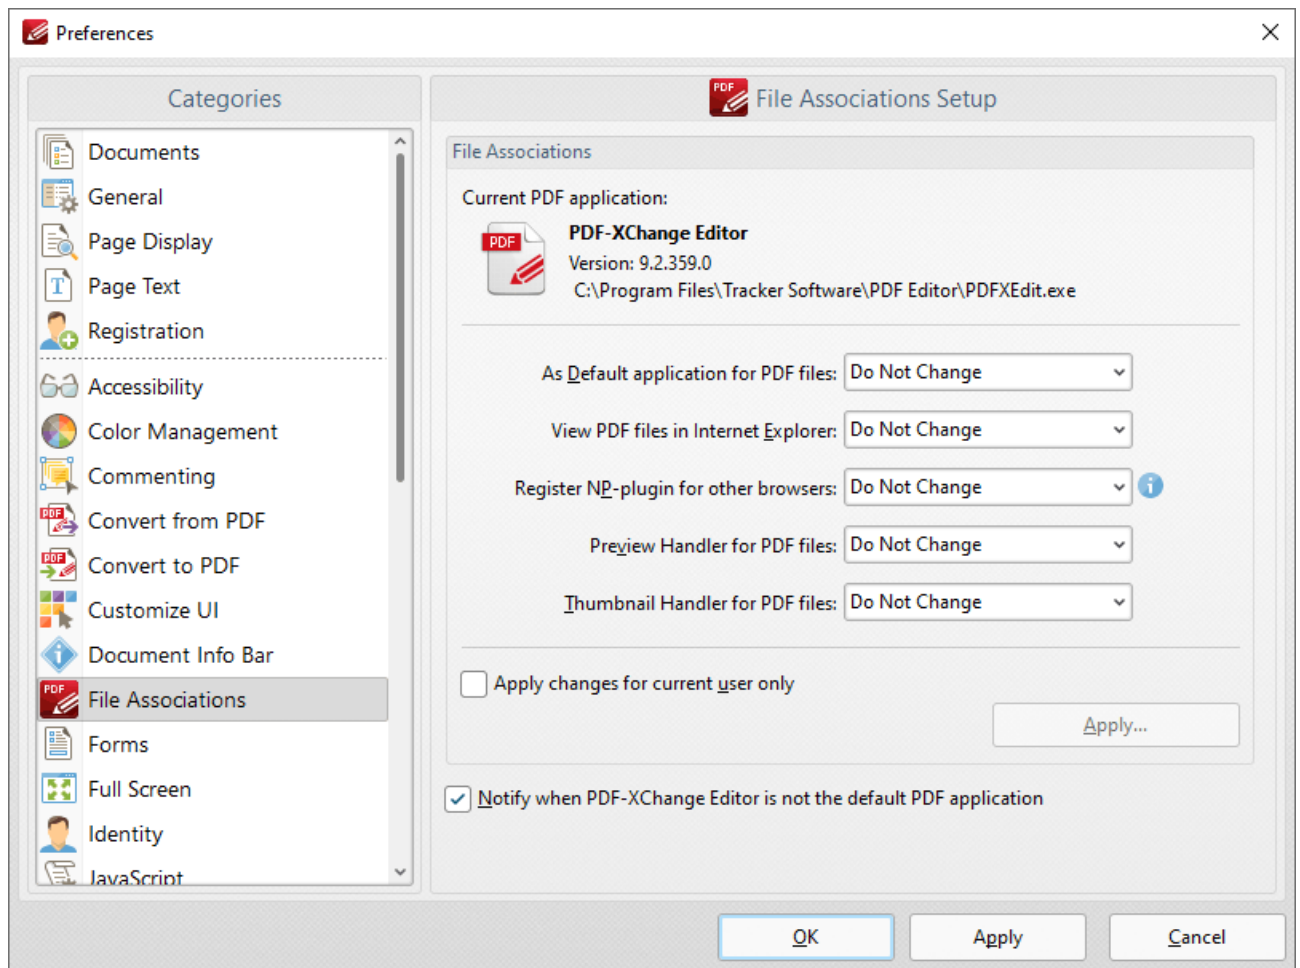 Preferences
Categories
Documents
General
Page Display
Page Text
Registration
Accessibility
Color Management
Commenting
Convert from PDF
Convert to PDF
Customize UI
Document Info Bar
File Associations
Forms
Full Screen
Identity
JavaScript
File Associations Setup
File Associations
Current PDF application:
PDF-XChange Editor
Version: 9.2.359.0
C:\Program Files\Tracker Software\PDF Editor\PDFXEdit.exe
As Default application for PDF files: Do Not Change
View PDF files in Internet Explorer: Do Not Change
Register NP-plugin for other browsers: Do Not Change
Preview Handler for PDF files: Do Not Change
Thumbnail Handler for PDF files: Do Not Change
Apply changes for current user only
Apply...
Notify when PDF-XChange Editor is not the default PDF application
OK Apply Cancel